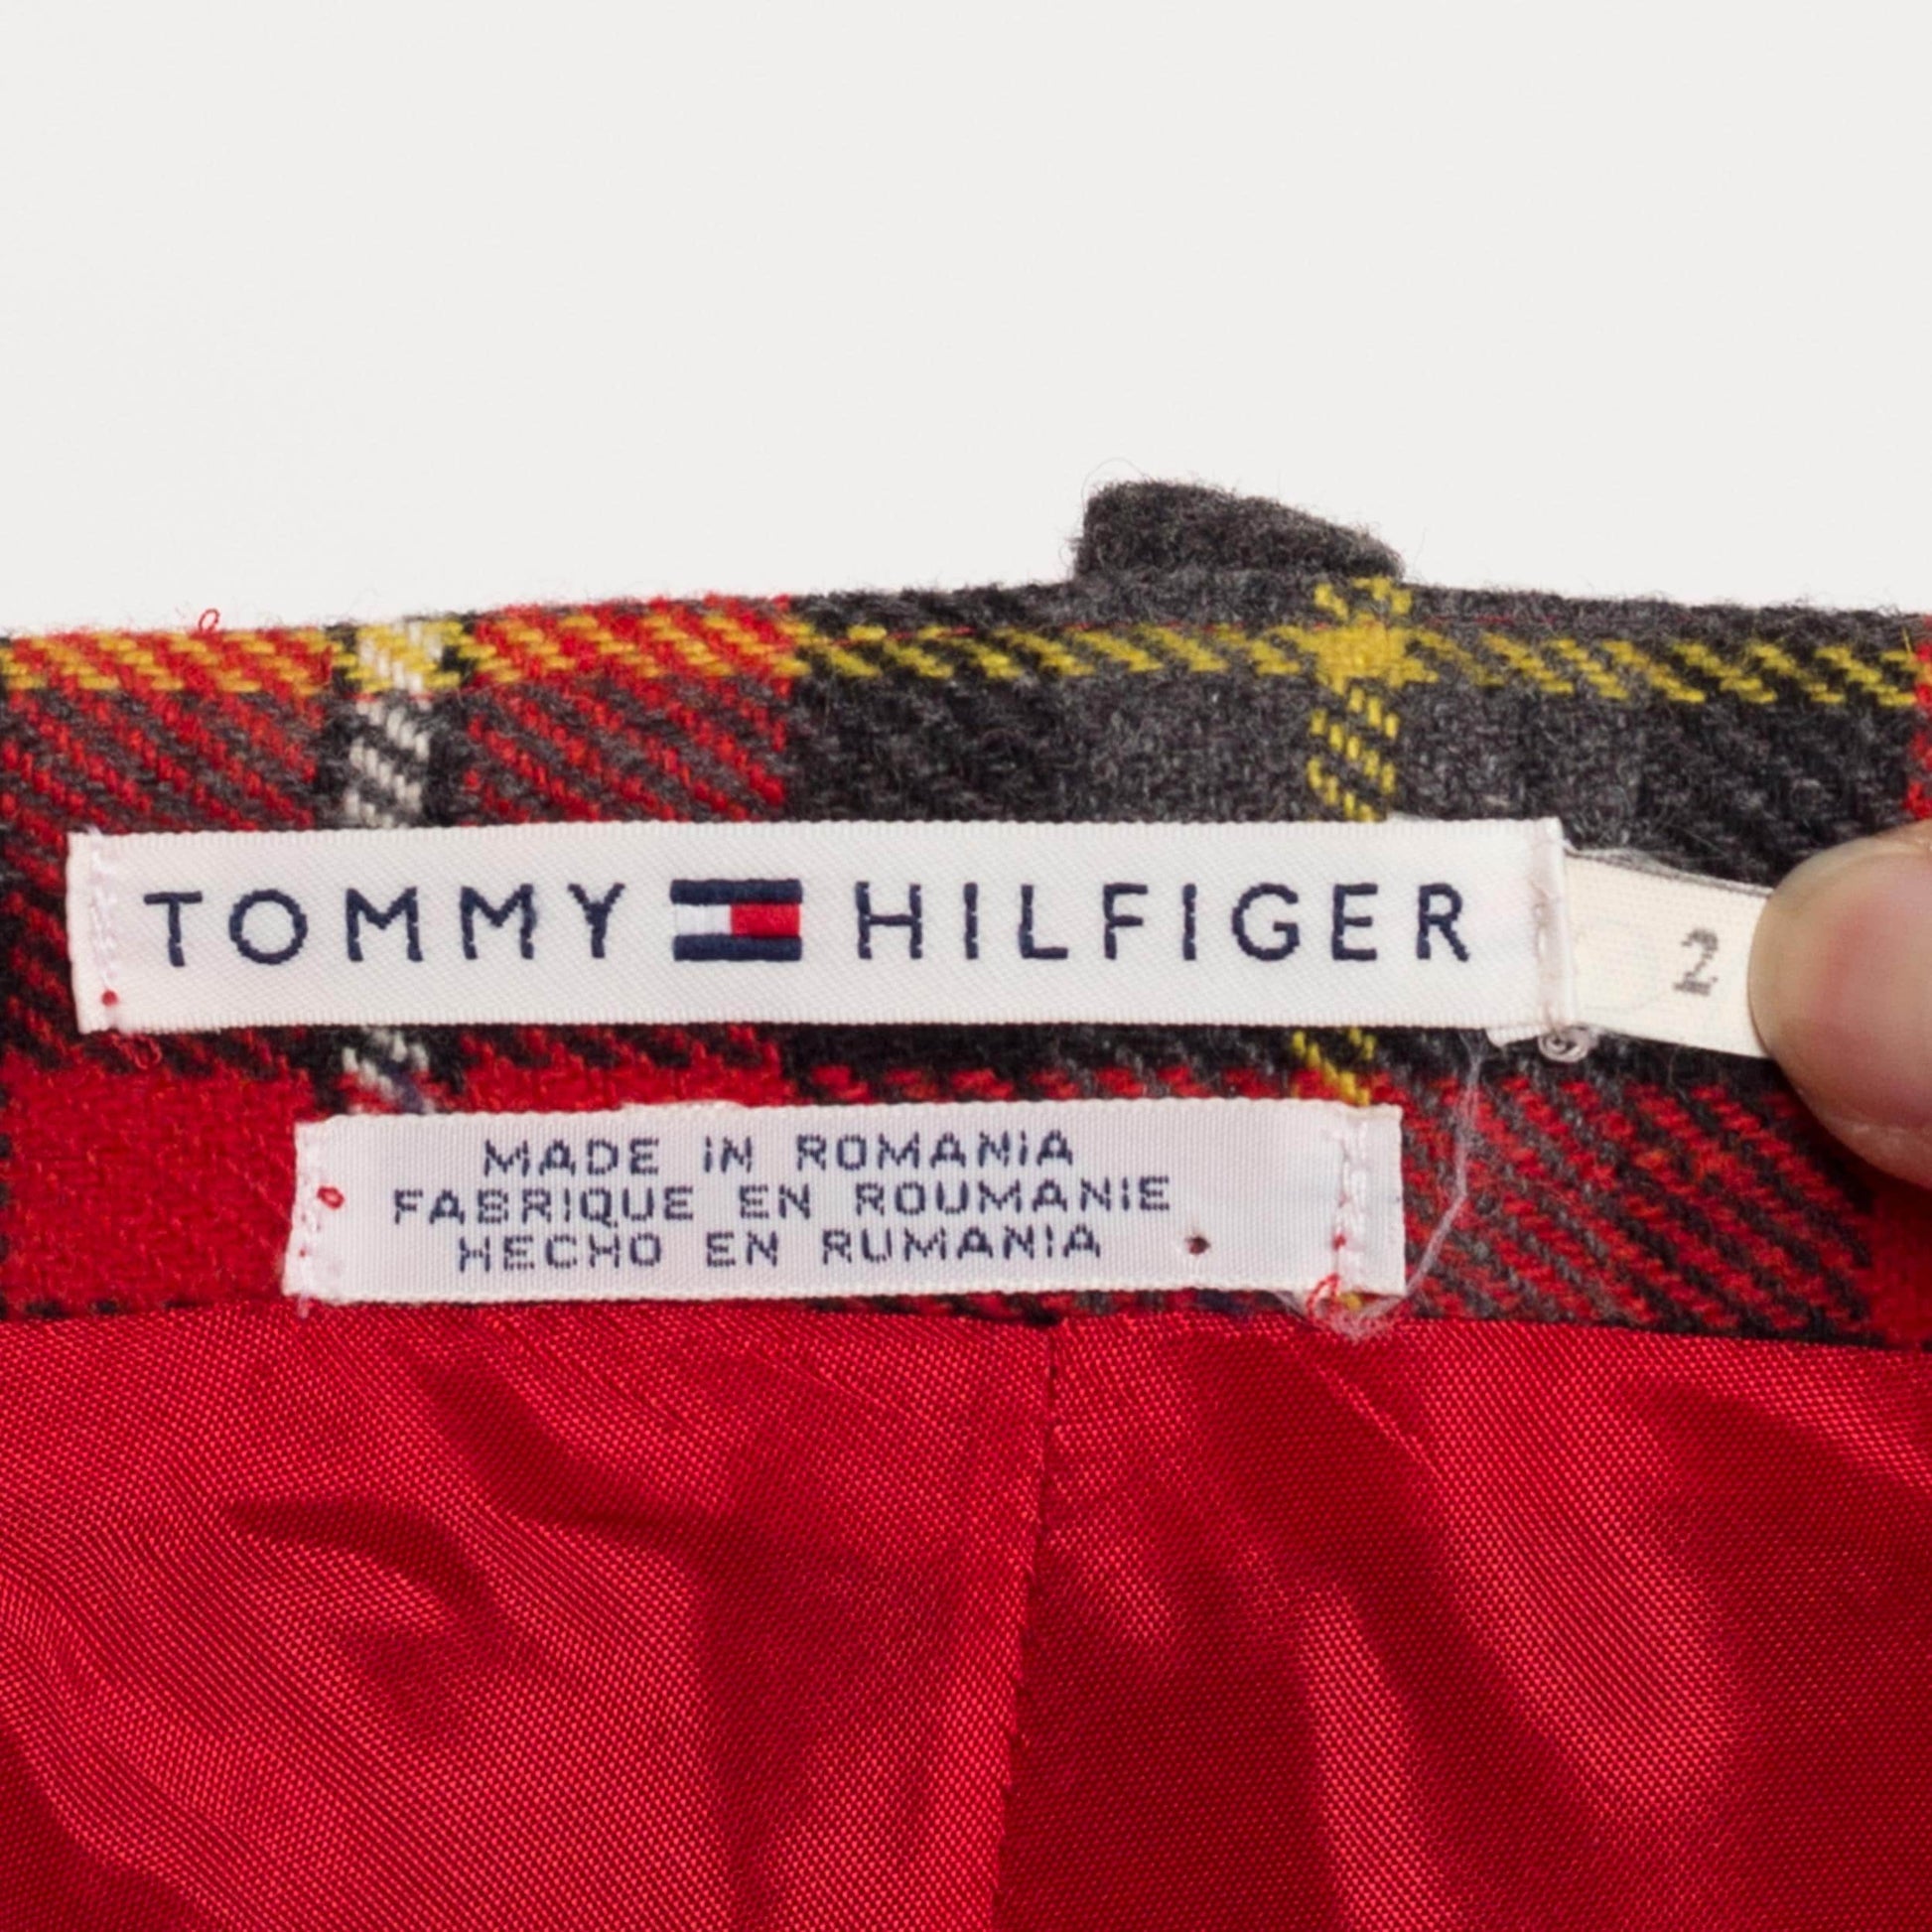 TOMMY HILFIGER
2
MADE IN ROMANIA
FABRIQUE EN ROUMANIE
HECHO EN RUMANIA